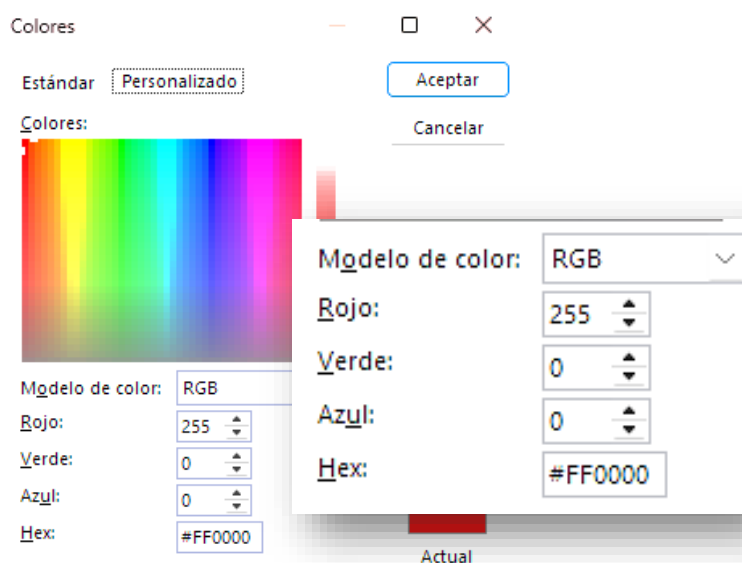 Colores
Estándar Personalizado
Aceptar
Colores:
Cancelar
Modelo de color: RGB
Rojo: 255
Verde: 0
Azul: 0
Hex: #FF0000
Modelo de color: RGB
Rojo: 255
Verde: 0
Azul: 0
Hex: #FF0000
Actual